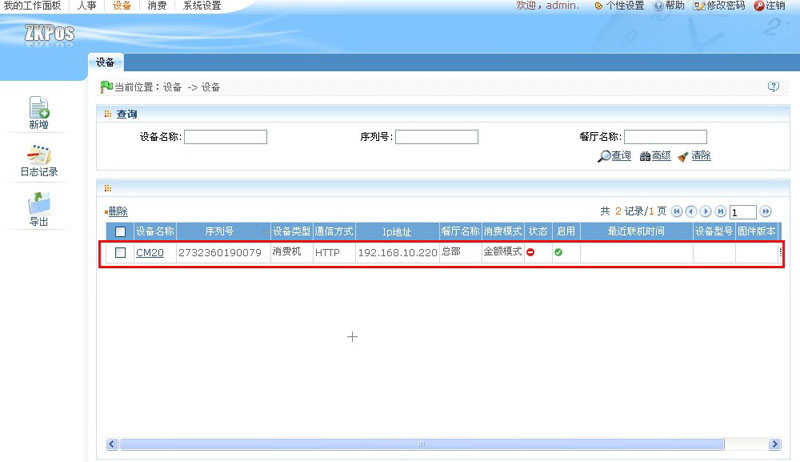 我的工作面板 人事 设备 消费 系统设置 欢迎，admin. 个性设置 帮助 修改密码 注销
ZKPos
设备
当前位置：设备 -> 设备
新增
日志记录
导出
查询
设备名称: 序列号: 餐厅名称:
查询 高级 清除
删除 共 2 记录/1 页 1
设备名称 序列号 设备类型 通信方式 Ip地址 餐厅名称 消费模式 状态 启用 最近联机时间 设备型号 固件版本
CM20 2732360190079 消费机 HTTP 192.168.10.220 总部 金额模式